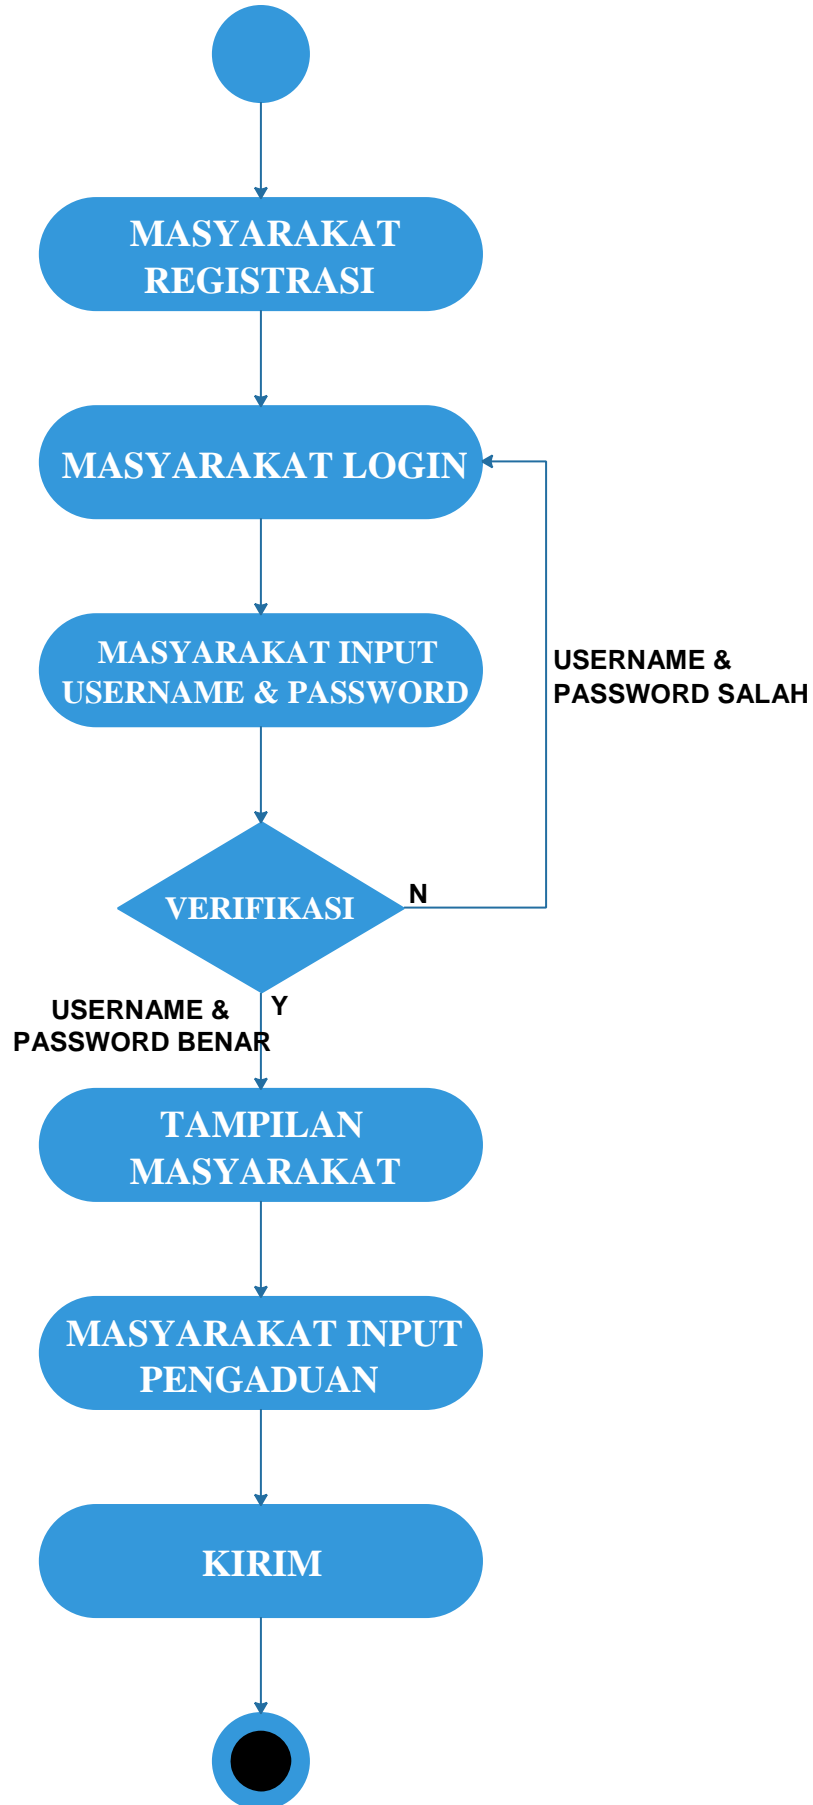 MASYARAKAT
REGISTRASI
MASYARAKAT LOGIN
MASYARAKAT INPUT
USERNAME & PASSWORD
USERNAME &
PASSWORD SALAH
VERIFIKASI
N
Y
USERNAME &
PASSWORD BENAR
TAMPILAN
MASYARAKAT
MASYARAKAT INPUT
PENGADUAN
KIRIM